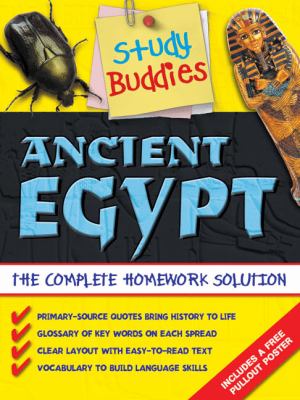 Study
Buddies
ANCIENT
EGYPT
THE COMPLETE HOMEWORK SOLUTION
PRIMARY-SOURCE QUOTES BRING HISTORY TO LIFE
GLOSSARY OF KEY WORDS ON EACH SPREAD
CLEAR LAYOUT WITH EASY-TO-READ TEXT
VOCABULARY TO BUILD LANGUAGE SKILLS
INCLUDES A FREE
PULLOUT POSTER